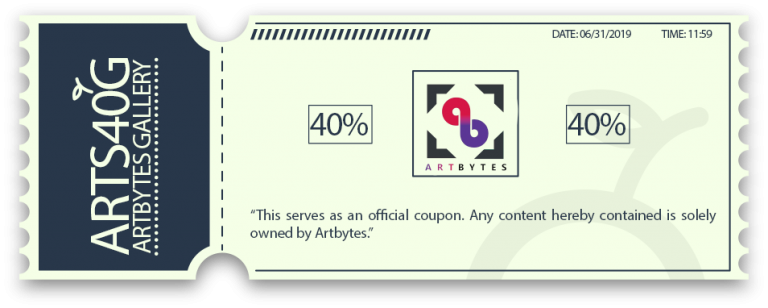 ARTS40G
ARTBYTES GALLERY
DATE: 06/31/2019 TIME: 11:59
40% 40%
ab
ARTBYTES
“This serves as an official coupon. Any content hereby contained is solely
owned by Artbytes.”